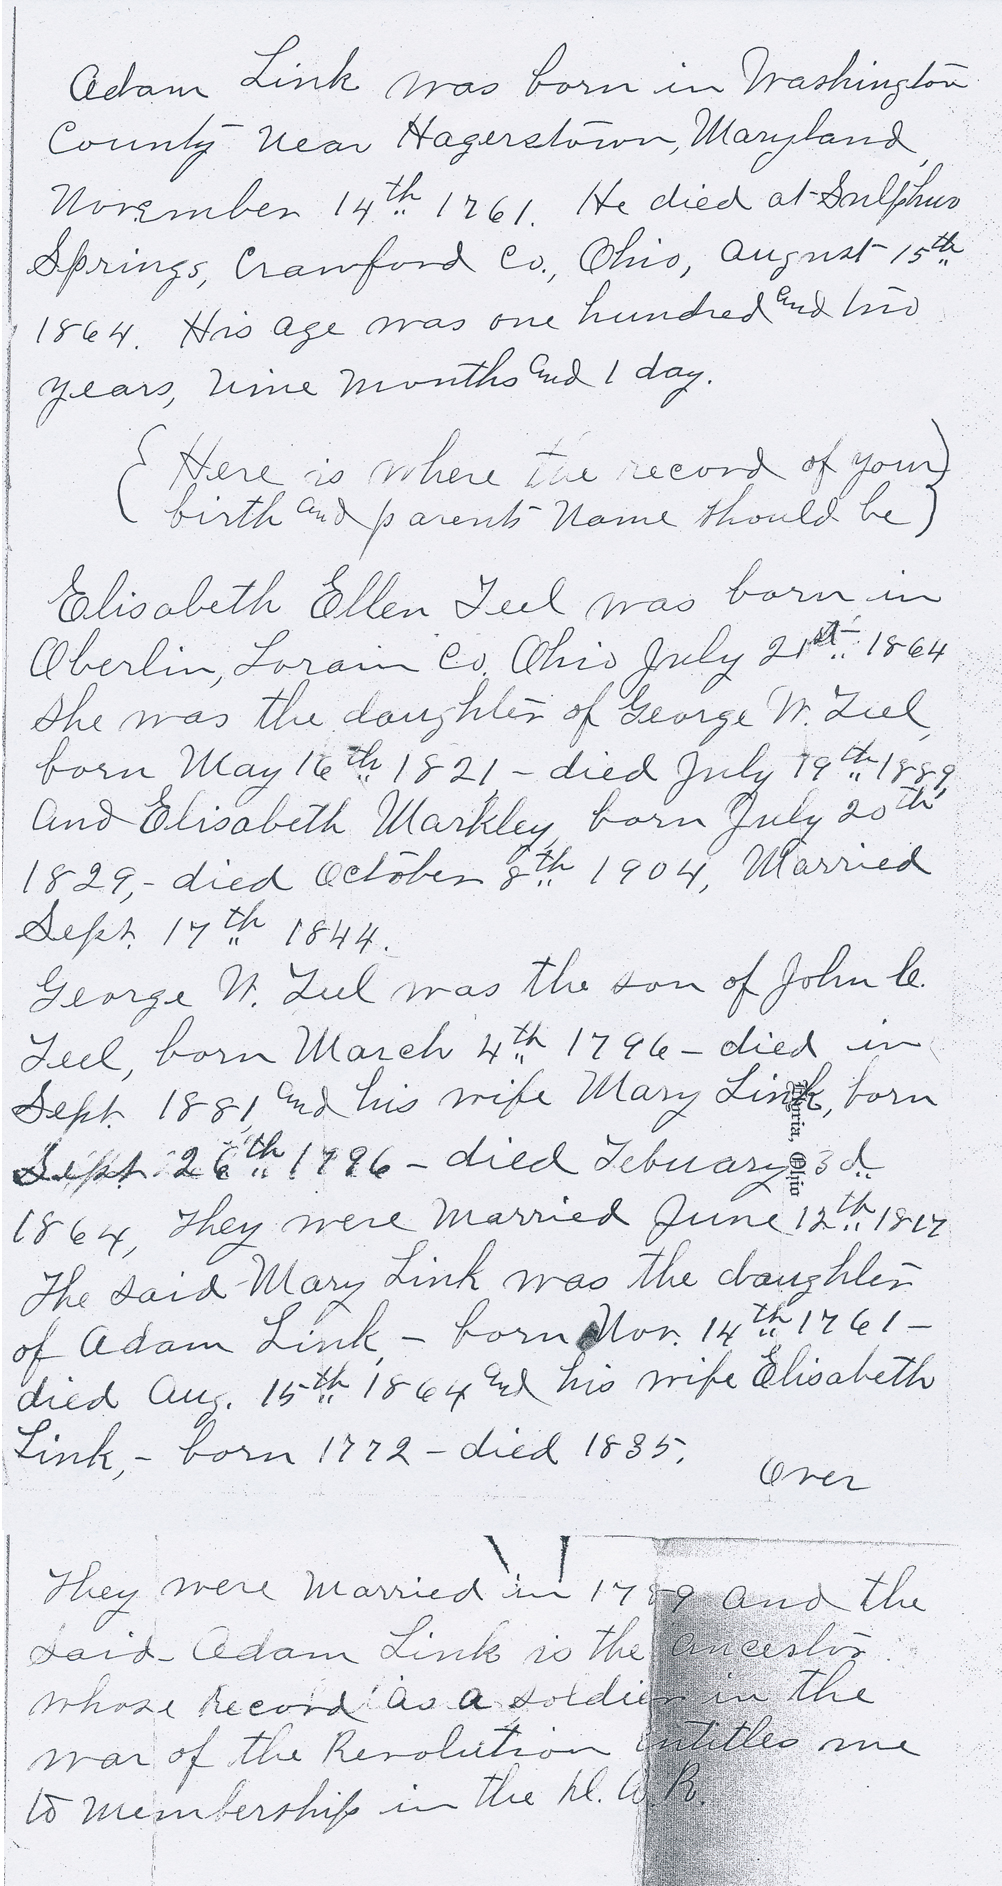 Adam Link was born in Washington
County near Hagerstown, Maryland,
November 14th 1761. He died at Sulphur
Springs, Crawford Co., Ohio, August 15th
1864. His age was one hundred and two
years, nine months and 1 day.
(Here is where the record of your)
(birth and parents name should be)
Elisabeth Ellen Teel was born in
Oberlin, Lorain Co. Ohio July 21st 1864
she was the daughter of George W. Teel,
born May 16th 1821 - died July 19th 1889
and Elisabeth Markley, born July 20th
1829, - died October 8th 1904, Married
Sept. 17th 1844.
George W. Teel was the son of John C.
Teel, born March 4th 1796 - died in
Sept. 1881, and his wife Mary Link, born
Sept. 26th 1796 - died Febuary 3d
1864, They were married June 12th 1817
The said Mary Link was the daughter
of Adam Link, - born Nov. 14th 1761 -
died Aug. 15th 1864 and his wife Elisabeth
Link, - born 1772 - died 1835.
Over
Elyria, Ohio
They were married in 1789 and the
said Adam Link is the ancestor
whose record as a soldier in the
war of the Revolution intitles me
to membership in the D. A. R.